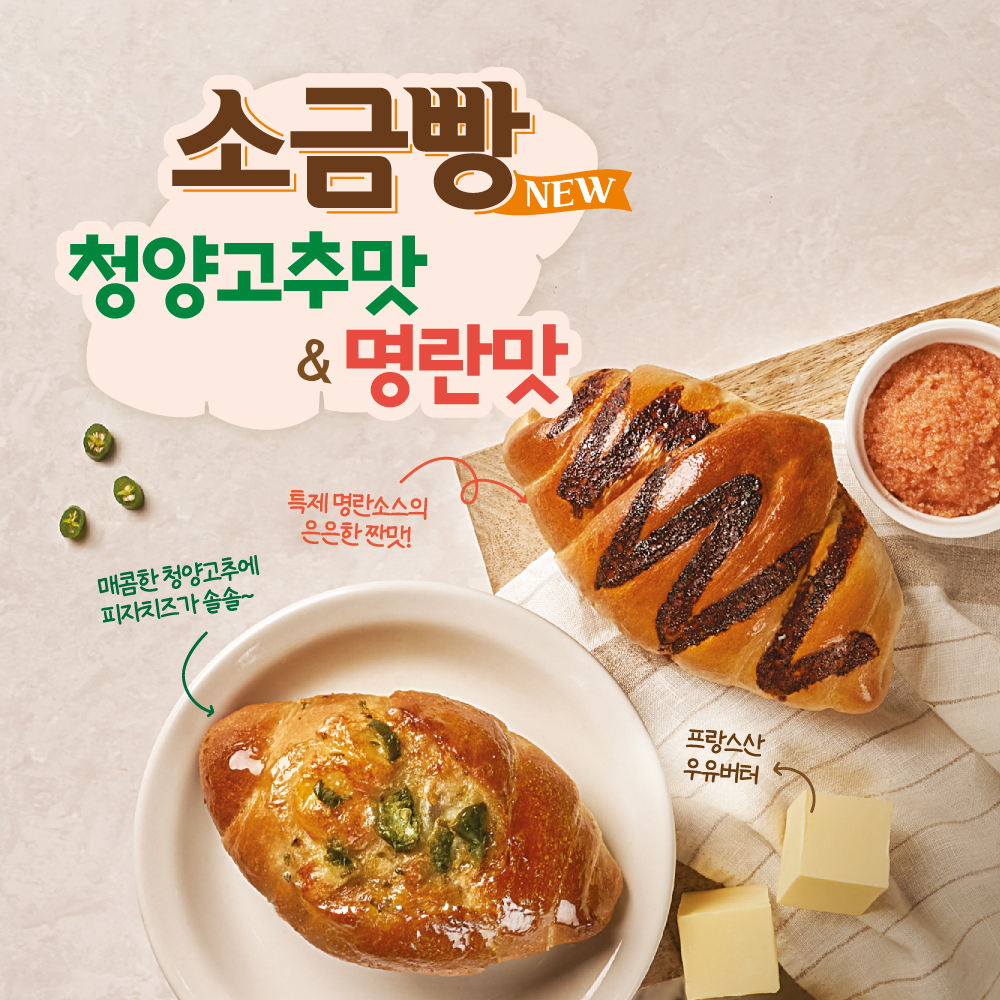 소금빵
NEW
청양고추맛
& 명란맛
특제 명란소스의
은은한 짠맛!
매콤한 청양고추에
피자치즈가 솔솔~
프랑스산
우유버터